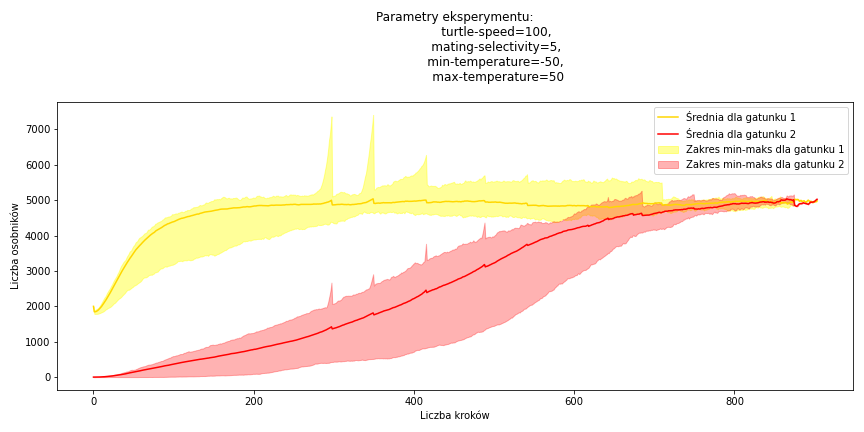 Parametry eksperymentu:
turtle-speed=100,
mating-selectivity=5,
min-temperature=-50,
max-temperature=50
Średnia dla gatunku 1
Średnia dla gatunku 2
Zakres min-maks dla gatunku 1
Zakres min-maks dla gatunku 2
Liczba osobników
7000
6000
5000
4000
3000
2000
1000
0
0
200
400
600
800
Liczba kroków